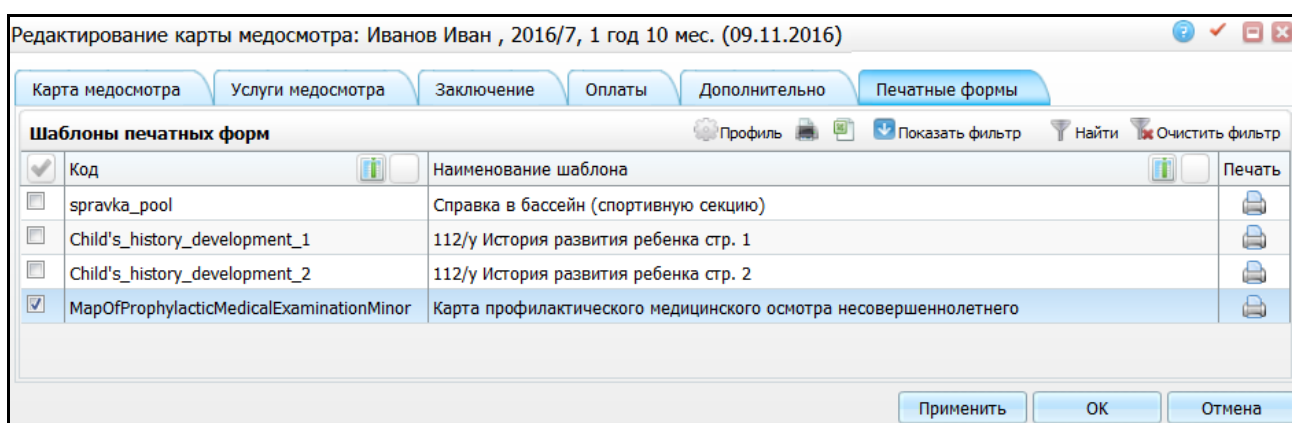 Редактирование карты медосмотра: Иванов Иван , 2016/7, 1 год 10 мес. (09.11.2016)
Карта медосмотра Услуги медосмотра Заключение Оплаты Дополнительно Печатные формы
Шаблоны печатных форм Профиль Показать фильтр Найти Очистить фильтр
Код Наименование шаблона Печать
spravka_pool Справка в бассейн (спортивную секцию)
Child's_history_development_1 112/у История развития ребенка стр. 1
Child's_history_development_2 112/у История развития ребенка стр. 2
MapOfProphylacticMedicalExaminationMinor Карта профилактического медицинского осмотра несовершеннолетнего
Применить ОК Отмена